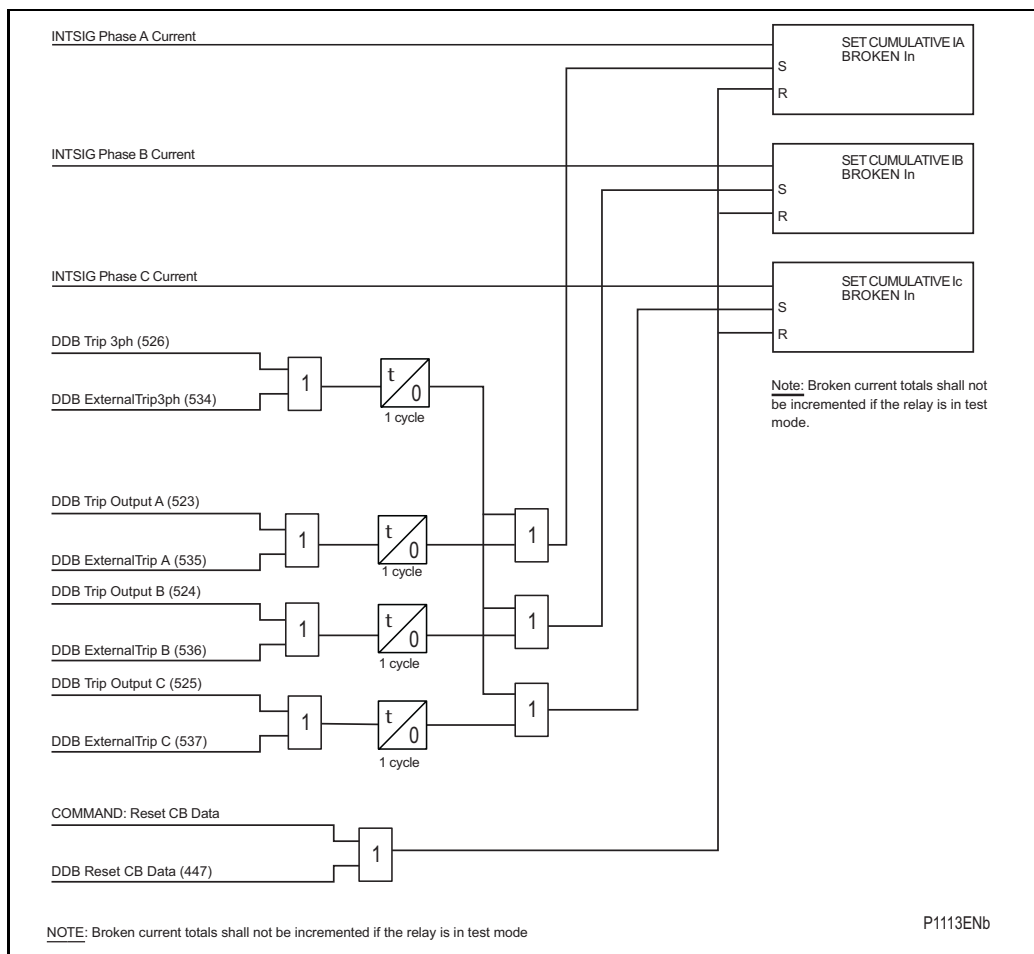 INTSIG Phase A Current
SET CUMULATIVE IA
BROKEN In
S
R
INTSIG Phase B Current
SET CUMULATIVE IB
BROKEN In
S
R
INTSIG Phase C Current
SET CUMULATIVE Ic
BROKEN In
S
R
DDB Trip 3ph (526)
1
t
0
DDB ExternalTrip3ph (534)
1 cycle
Note: Broken current totals shall not
be incremented if the relay is in test
mode.
DDB Trip Output A (523)
1
t
0
1
DDB ExternalTrip A (535)
1 cycle
DDB Trip Output B (524)
1
t
0
1
DDB ExternalTrip B (536)
1 cycle
DDB Trip Output C (525)
1
t
0
1
DDB ExternalTrip C (537)
1 cycle
COMMAND: Reset CB Data
1
DDB Reset CB Data (447)
NOTE: Broken current totals shall not be incremented if the relay is in test mode
P1113ENb